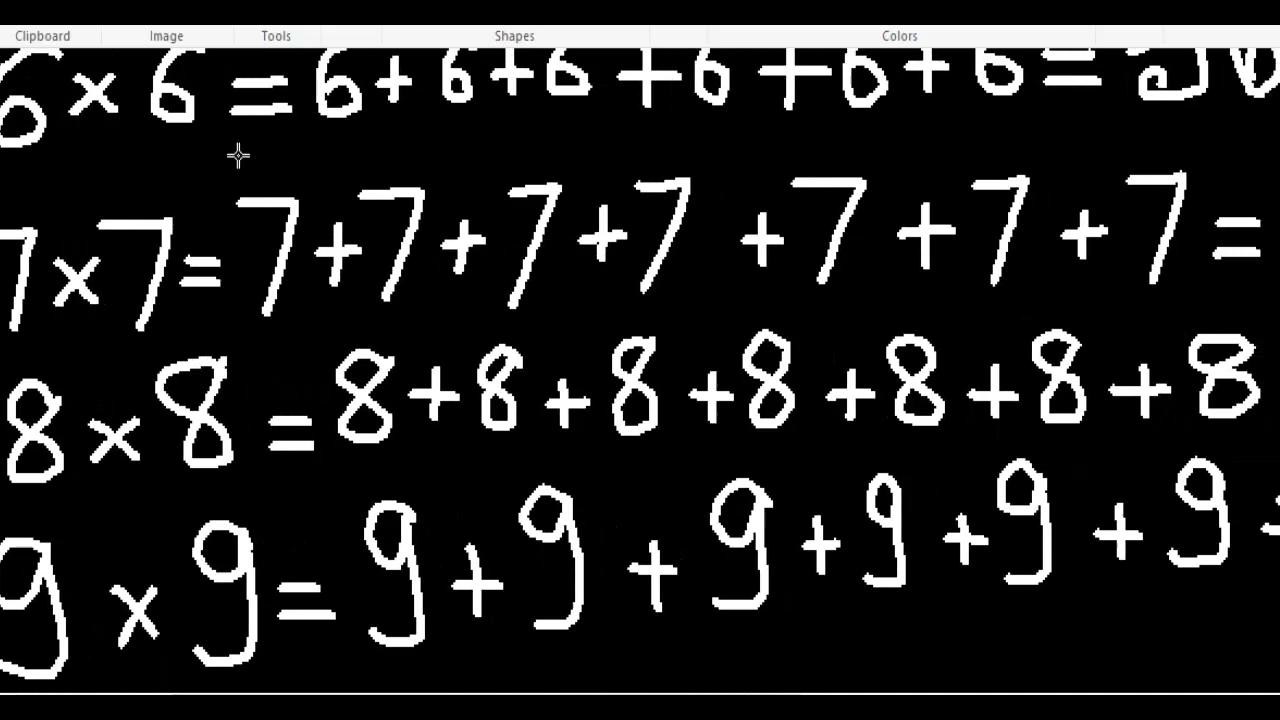 Clipboard Image Tools Shapes Colors
6 × 6 = 6 + 6 + 6 + 6 + 6 + 6 = 36
7 × 7 = 7 + 7 + 7 + 7 + 7 + 7 + 7 =
8 × 8 = 8 + 8 + 8 + 8 + 8 + 8 + 8
9 × 9 = 9 + 9 + 9 + 9 + 9 + 9 +